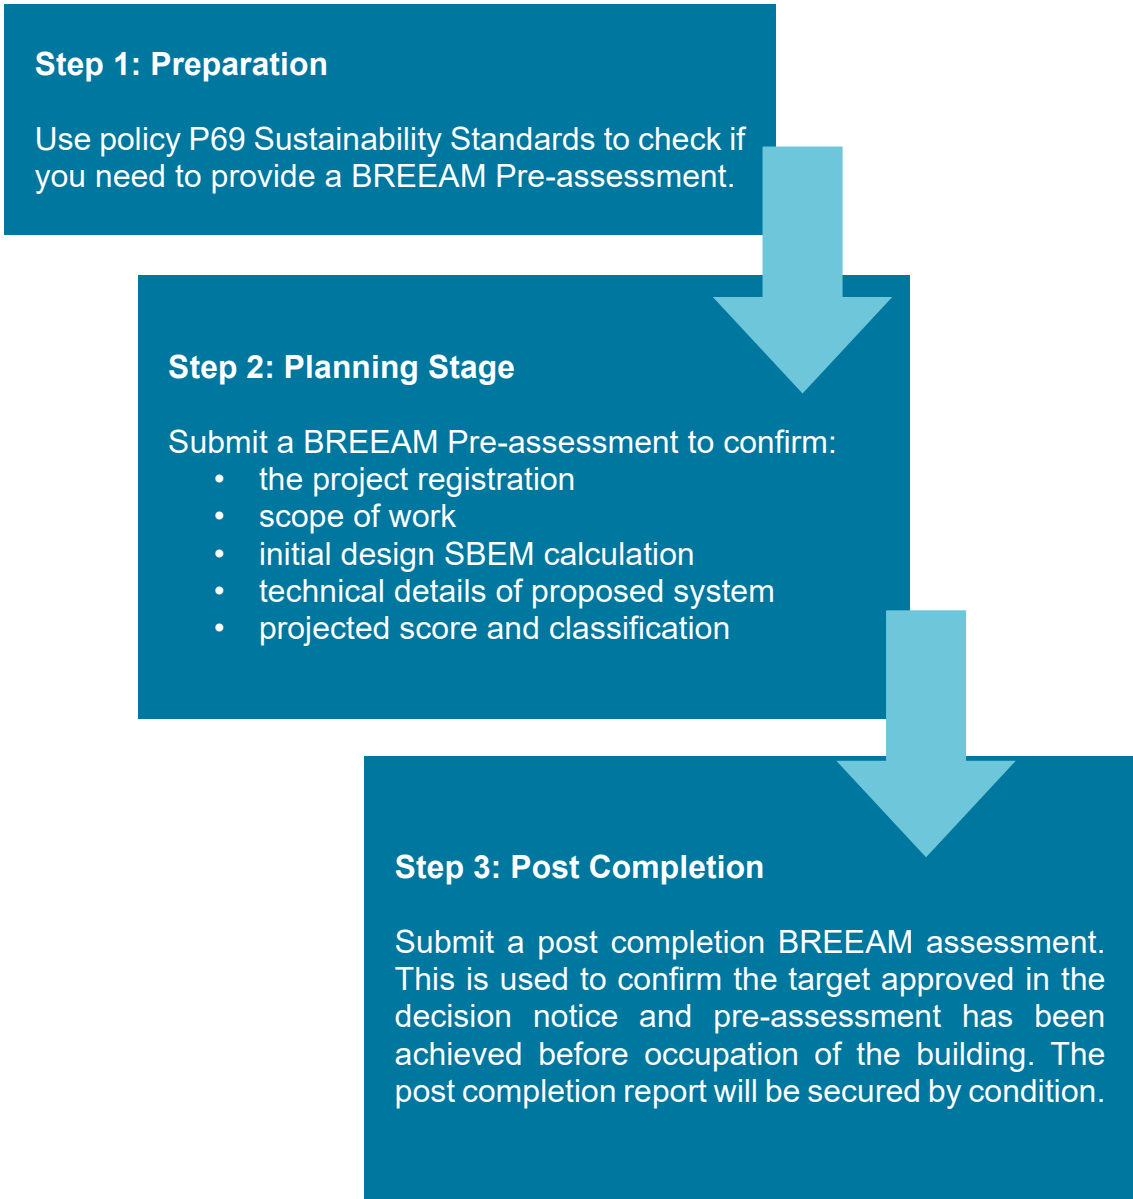 Step 1: Preparation
Use policy P69 Sustainability Standards to check if
you need to provide a BREEAM Pre-assessment.
Step 2: Planning Stage
Submit a BREEAM Pre-assessment to confirm:
• the project registration
• scope of work
• initial design SBEM calculation
• technical details of proposed system
• projected score and classification
Step 3: Post Completion
Submit a post completion BREEAM assessment.
This is used to confirm the target approved in the
decision notice and pre-assessment has been
achieved before occupation of the building. The
post completion report will be secured by condition.